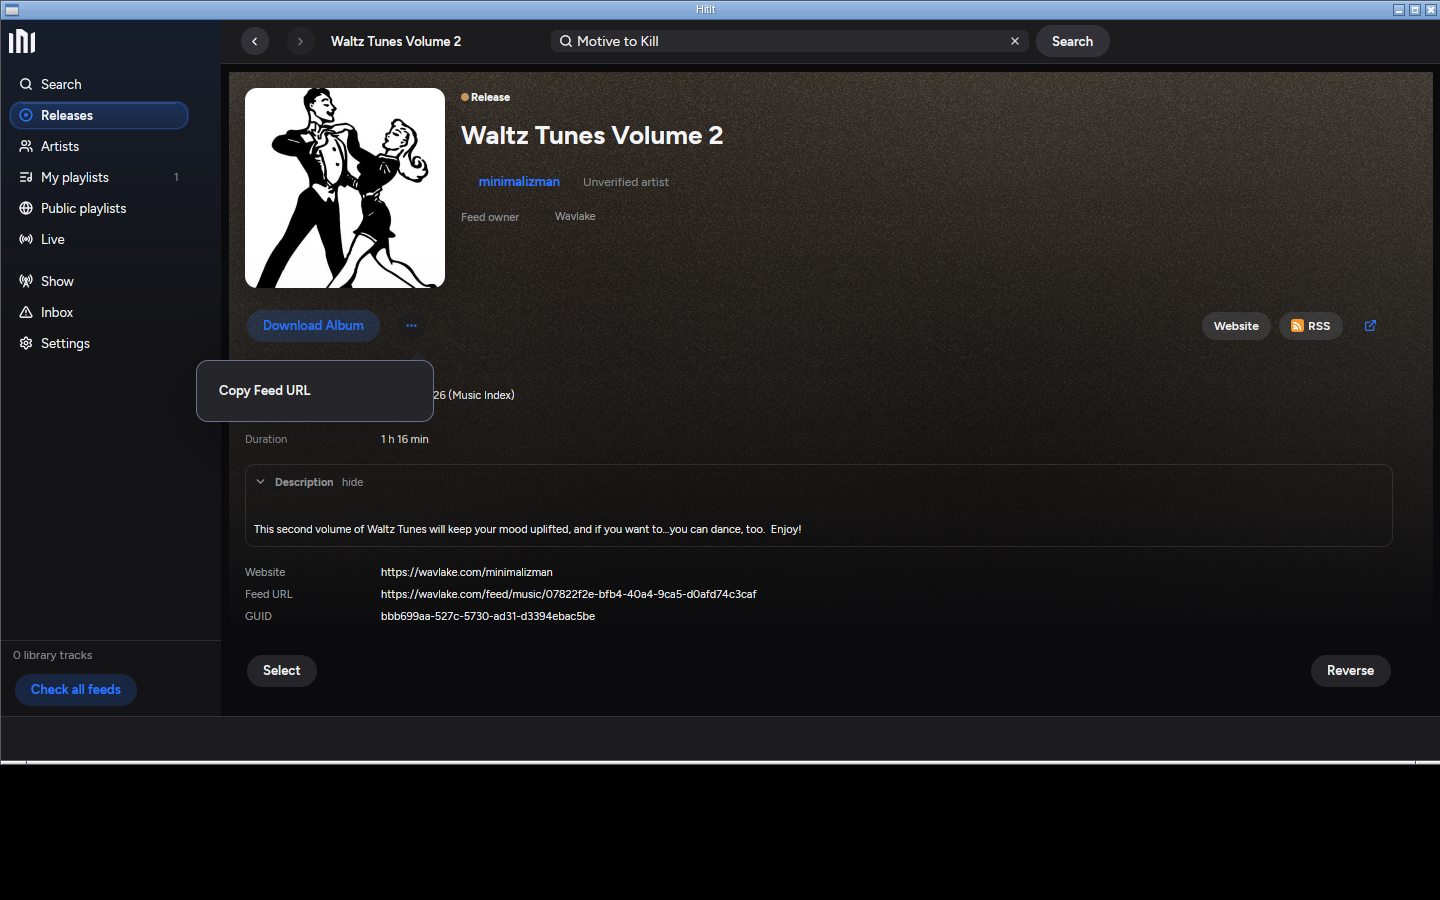 HitIt
Waltz Tunes Volume 2
Motive to Kill
Search
Search
Releases
Artists
My playlists 1
Public playlists
Live
Show
Inbox
Settings
0 library tracks
Check all feeds
Release
Waltz Tunes Volume 2
minimalizman Unverified artist
Feed owner Wavlake
Download Album
Website
RSS
Copy Feed URL
26 (Music Index)
Duration 1 h 16 min
Description hide
This second volume of Waltz Tunes will keep your mood uplifted, and if you want to...you can dance, too.  Enjoy!
Website https://wavlake.com/minimalizman
Feed URL https://wavlake.com/feed/music/07822f2e-bfb4-40a4-9ca5-d0afd74c3caf
GUID bbb699aa-527c-5730-ad31-d3394ebac5be
Select
Reverse